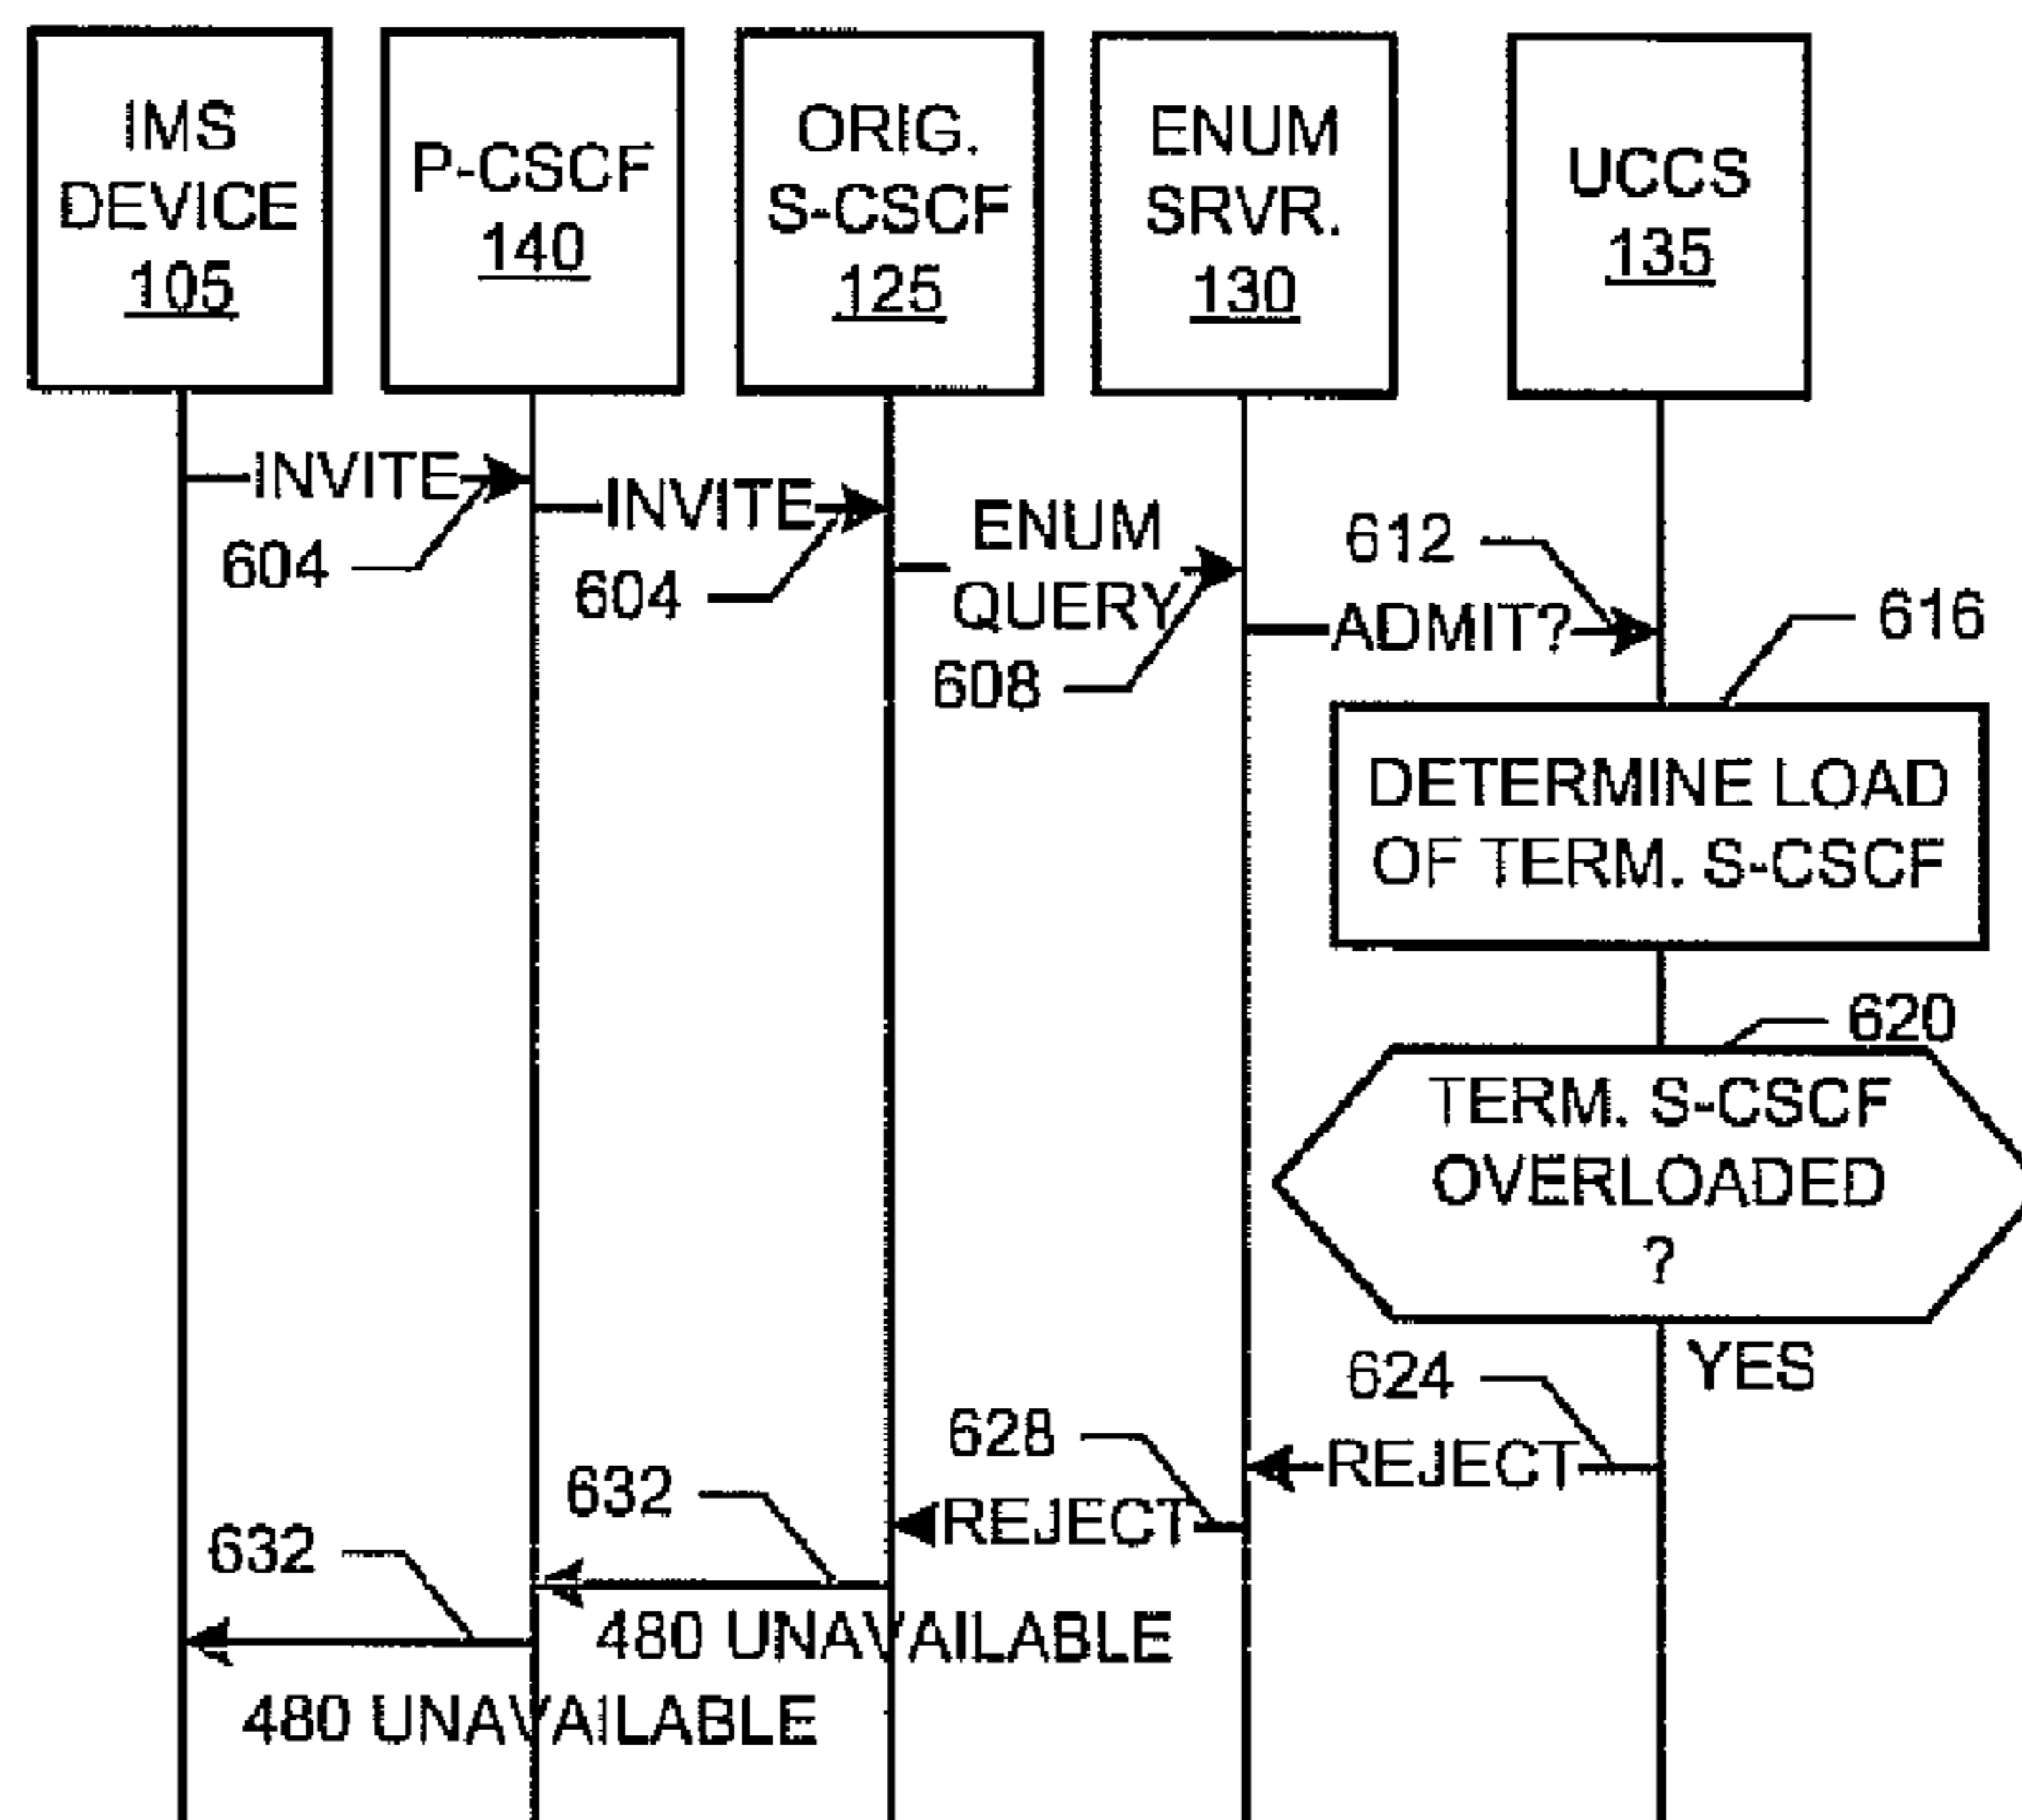 IMS
DEVICE
105
P-CSCF
140
ORIG.
S-CSCF
125
ENUM
SRVR.
130
UCCS
135
INVITE
604
INVITE
604
ENUM
QUERY
608
612
ADMIT?
616
DETERMINE LOAD
OF TERM. S-CSCF
620
TERM. S-CSCF
OVERLOADED
?
YES
624
REJECT
628
REJECT
632
480 UNAVAILABLE
632
480 UNAVAILABLE